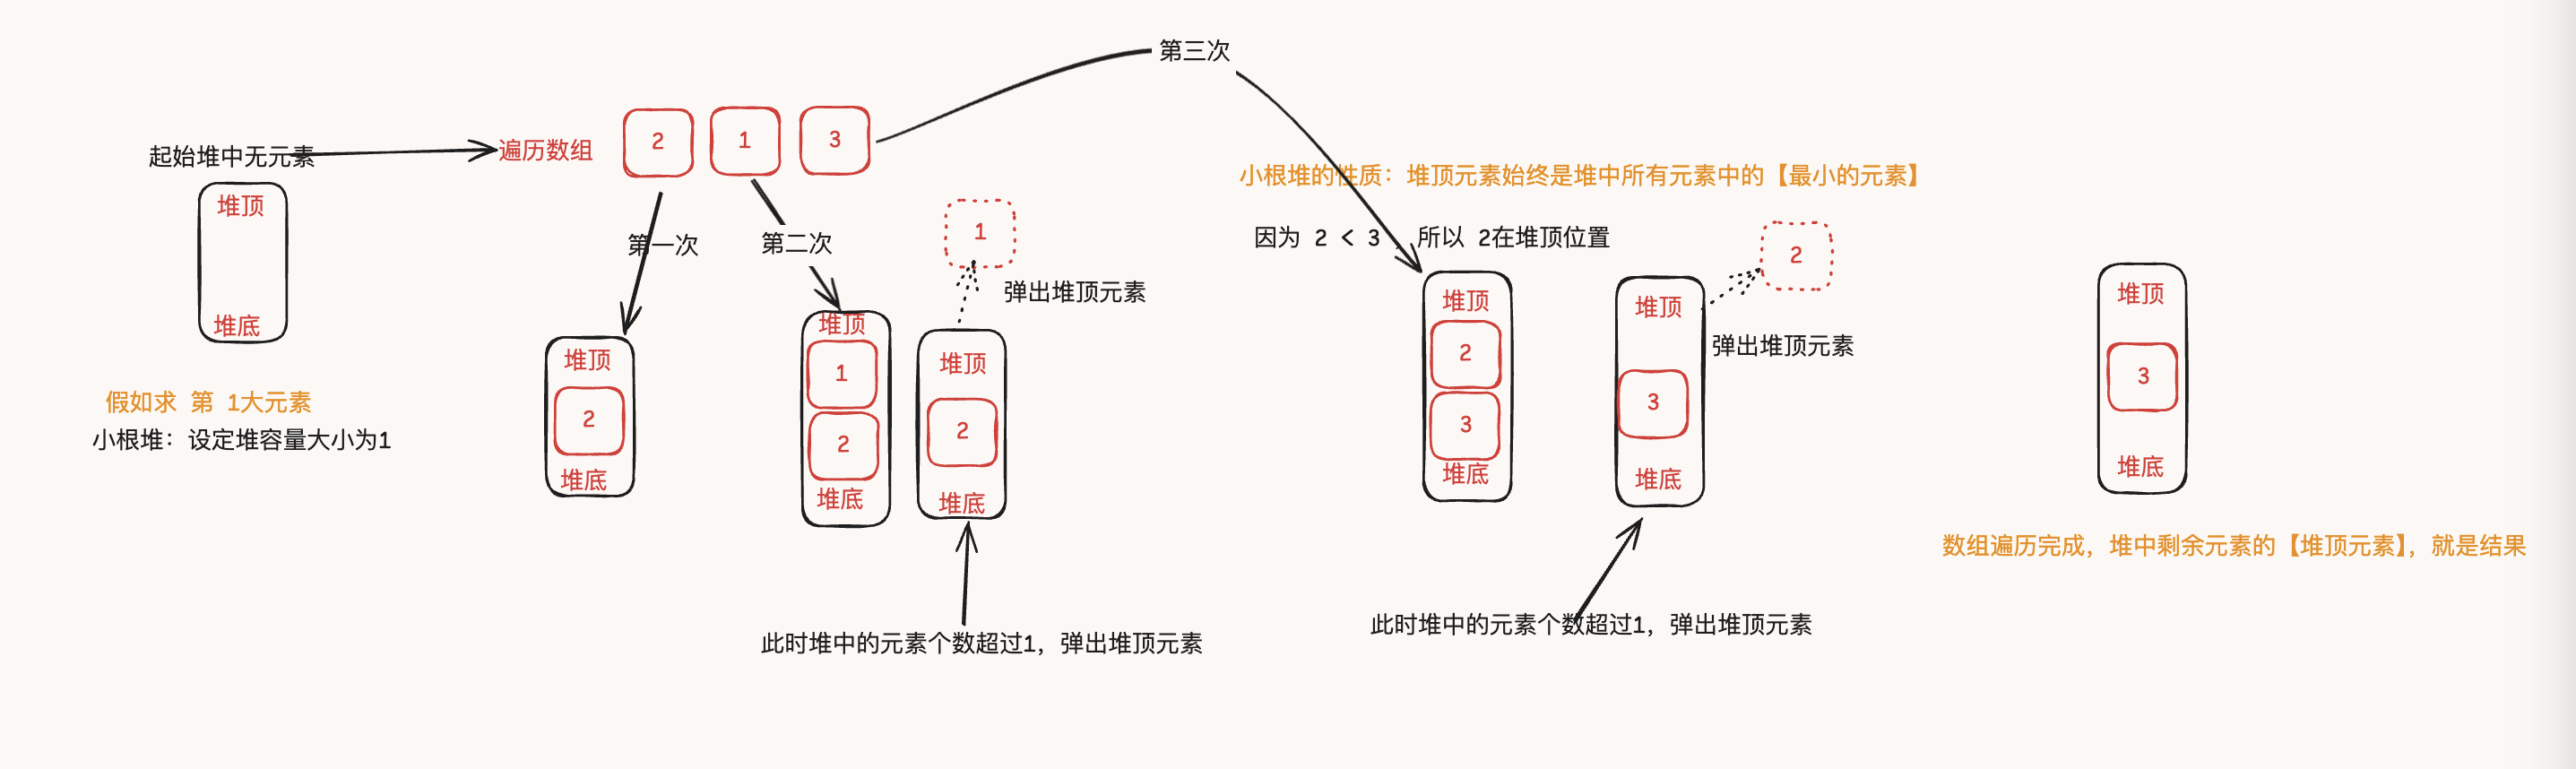 第三次
起始堆中无元素
遍历数组
2
1
3
堆顶
堆底
假如求 第 1大元素
小根堆：设定堆容量大小为1
第一次
堆顶
2
堆底
第二次
堆顶
1
2
堆底
1
弹出堆顶元素
堆顶
2
堆底
此时堆中的元素个数超过1，弹出堆顶元素
小根堆的性质：堆顶元素始终是堆中所有元素中的【最小的元素】
因为 2 < 3 ，所以 2在堆顶位置
堆顶
2
3
堆底
2
弹出堆顶元素
堆顶
3
堆底
此时堆中的元素个数超过1，弹出堆顶元素
堆顶
3
堆底
数组遍历完成，堆中剩余元素的【堆顶元素】，就是结果